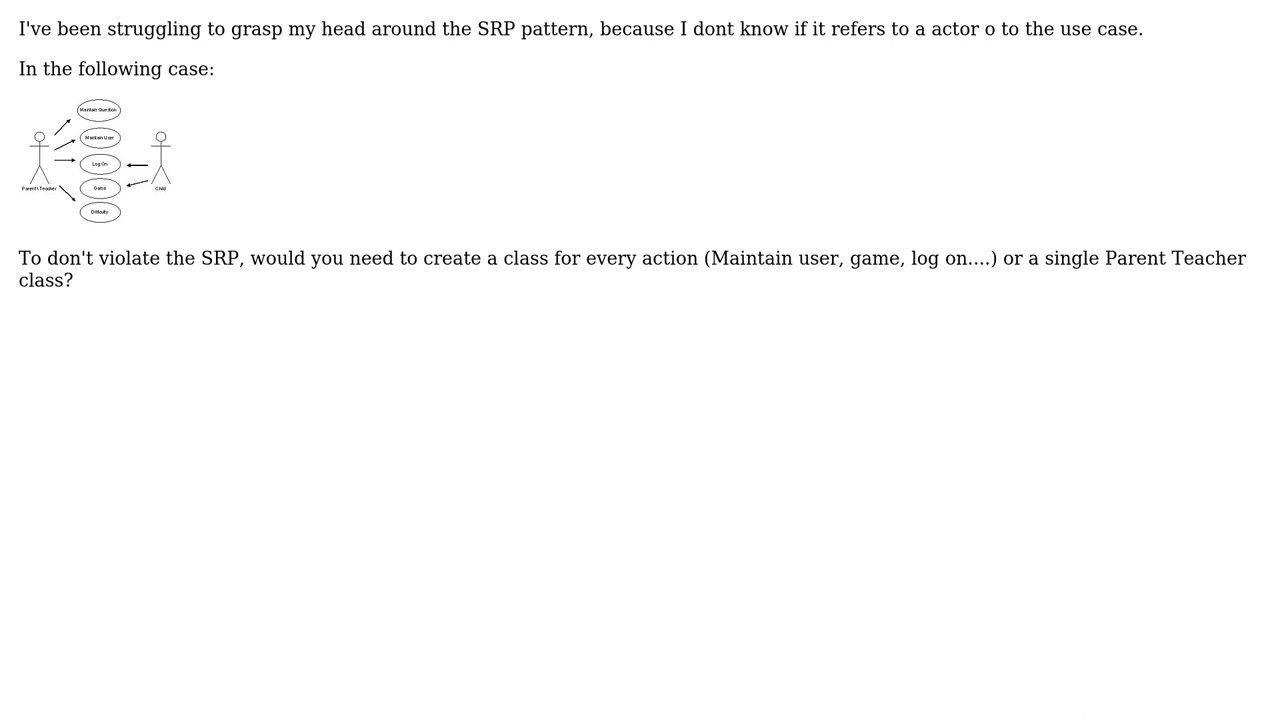 I've been struggling to grasp my head around the SRP pattern, because I dont know if it refers to a actor o to the use case.
In the following case:
Maintain Question
Maintain User
Log On
Parent\Teacher
Game
Child
Difficulty
To don't violate the SRP, would you need to create a class for every action (Maintain user, game, log on....) or a single Parent Teacher
class?